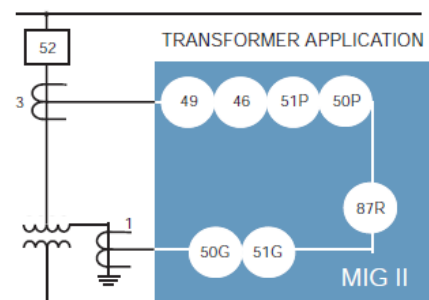 TRANSFORMER APPLICATION
52
3
49 46 51P 50P
87R
1
50G 51G
MIG II